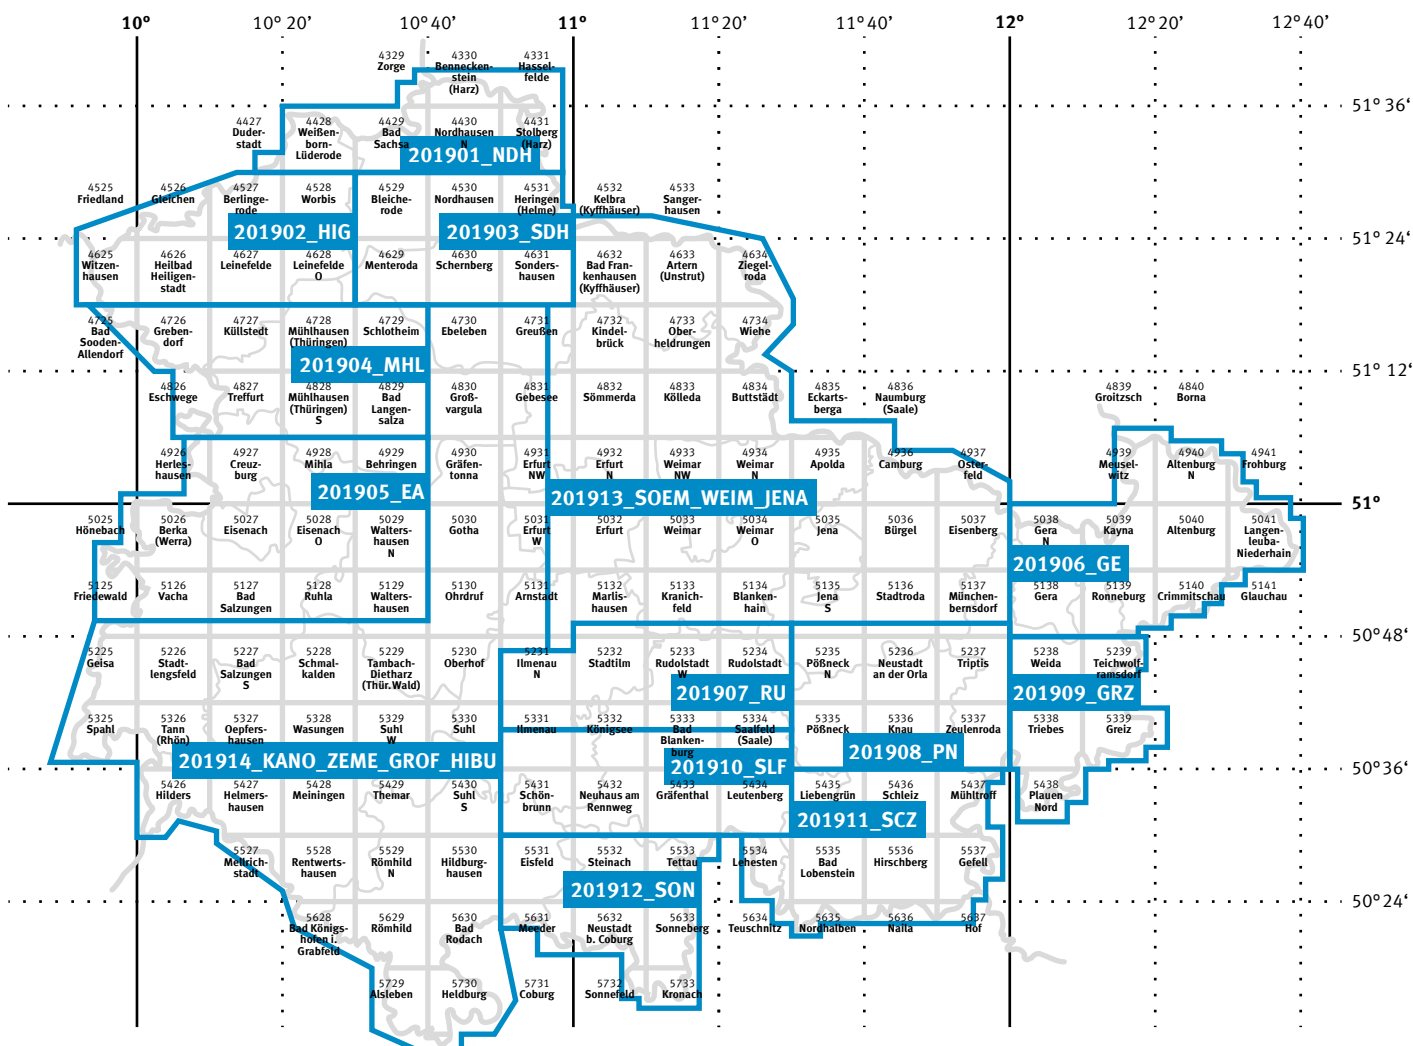 10° 10° 20' 10° 40' 11° 11° 20' 11° 40' 12° 12° 20' 12° 40'
4329 4330 4331
Zorge Bennecken- Hassel-
stein felde
(Harz)
51° 36‘
4427 4428 4429 4430 4431
Duder- Weißen- Bad Nordhausen Stolberg
stadt born- Sachsa N (Harz)
Lüderode
201901_NDH
4525 4526 4527 4528 4529 4530 4531 4532 4533
Friedland Gleichen Berlinge- Worbis Bleiche- Nordhausen Heringen Kelbra Sanger-
rode rode (Helme) (Kyffhäuser) hausen
201902_HIG 201903_SDH
51° 24‘
4625 4626 4627 4628 4629 4630 4631 4632 4633 4634
Witzen- Heilbad Leinefelde Leinefelde Menteroda Schernberg Sonders- Bad Fran- Artern Ziegel-
hausen Heiligen- O hausen kenhausen (Unstrut) roda
stadt (Kyffhäuser)
4725 4726 4727 4728 4729 4730 4731 4732 4733 4734
Bad Greben- Küllstedt Mühlhausen Schlotheim Ebeleben Greußen Kindel- Ober- Wiehe
Sooden- dorf (Thüringen) brück heldrungen
Allendorf
201904_MHL
51° 12‘
4826 4827 4828 4829 4830 4831 4832 4833 4834 4835 4836 4839 4840
Eschwege Treffurt Mühlhausen Bad Groß- Gebesee Sömmerda Kölleda Buttstädt Eckarts- Naumburg Groitzsch Borna
(Thüringen) Langen- vargula berga (Saale)
S salza
4926 4927 4928 4929 4930 4931 4932 4933 4934 4935 4936 4937 4939 4940 4941
Herles- Creuz- Mihla Behringen Gräfen- Erfurt Erfurt Weimar Weimar Apolda Camburg Oster- Meusel- Altenburg Frohburg
hausen burg tonna NW N NW N feld witz N
201905_EA 201913_SOEM_WEIM_JENA
51°
5025 5026 5027 5028 5029 5030 5031 5032 5033 5034 5035 5036 5037 5038 5039 5040 5041
Hönebach Berka Eisenach Eisenach Walters- Gotha Erfurt Erfurt Weimar Weimar Jena Bürgel Eisenberg Gera Kayna Altenburg Langen-
(Werra) O hausen W O N leuba-
N Niederhain
201906_GE
5125 5126 5127 5128 5129 5130 5131 5132 5133 5134 5135 5136 5137 5138 5139 5140 5141
Friedewald Vacha Bad Ruhla Walters- Ohrdruf Arnstadt Marlis- Kranich- Blanken- Jena Stadtroda München- Gera Ronneburg Crimmitschau Glauchau
Salzungen hausen hausen feld hain S bernsdorf
50° 48‘
5225 5226 5227 5228 5229 5230 5231 5232 5233 5234 5235 5236 5237 5238 5239
Geisa Stadt- Bad Schmal- Tambach- Oberhof Ilmenau Stadtilm Rudolstadt Rudolstadt Pößneck Neustadt Triptis Weida Teichwolf-
lengsfeld Salzungen kalden Dietharz N W N an der Orla ramsdorf
S (Thür.Wald)
201907_RU 201909_GRZ
5325 5326 5327 5328 5329 5330 5331 5332 5333 5334 5335 5336 5337 5338 5339
Spahl Tann Oepfers- Wasungen Suhl Suhl Ilmenau Königsee Bad Saalfeld Pößneck Knau Zeulenroda Triebes Greiz
(Rhön) hausen W Blanken- (Saale)
burg
201914_KANO_ZEME_GROF_HIBU 201910_SLF 201908_PN
50° 36‘
5426 5427 5428 5429 5430 5431 5432 5433 5434 5435 5436 5437 5438
Hilders Helmers- Meiningen Themar Suhl Schön- Neuhaus am Gräfenthal Leutenberg Liebengrün Schleiz Mühltroff Plauen
hausen S brunn Rennweg Nord
201911_SCZ
5527 5528 5529 5530 5531 5532 5533 5534 5535 5536 5537
Mellrich- Rentwerts- Römhild Hildburg- Eisfeld Steinach Tettau Lehesten Bad Hirschberg Gefell
stadt hausen N hausen Lobenstein
201912_SON
50° 24‘
5628 5629 5630 5631 5632 5633 5634 5635 5636 5637
Bad Königs- Römhild Bad Meeder Neustadt Sonneberg Teuschnitz Nordhalben Naila Hof
hofen i. Rodach b. Coburg
Grabfeld
5729 5730 5731 5732 5733
Alsleben Heldburg Coburg Sonnefeld Kronach